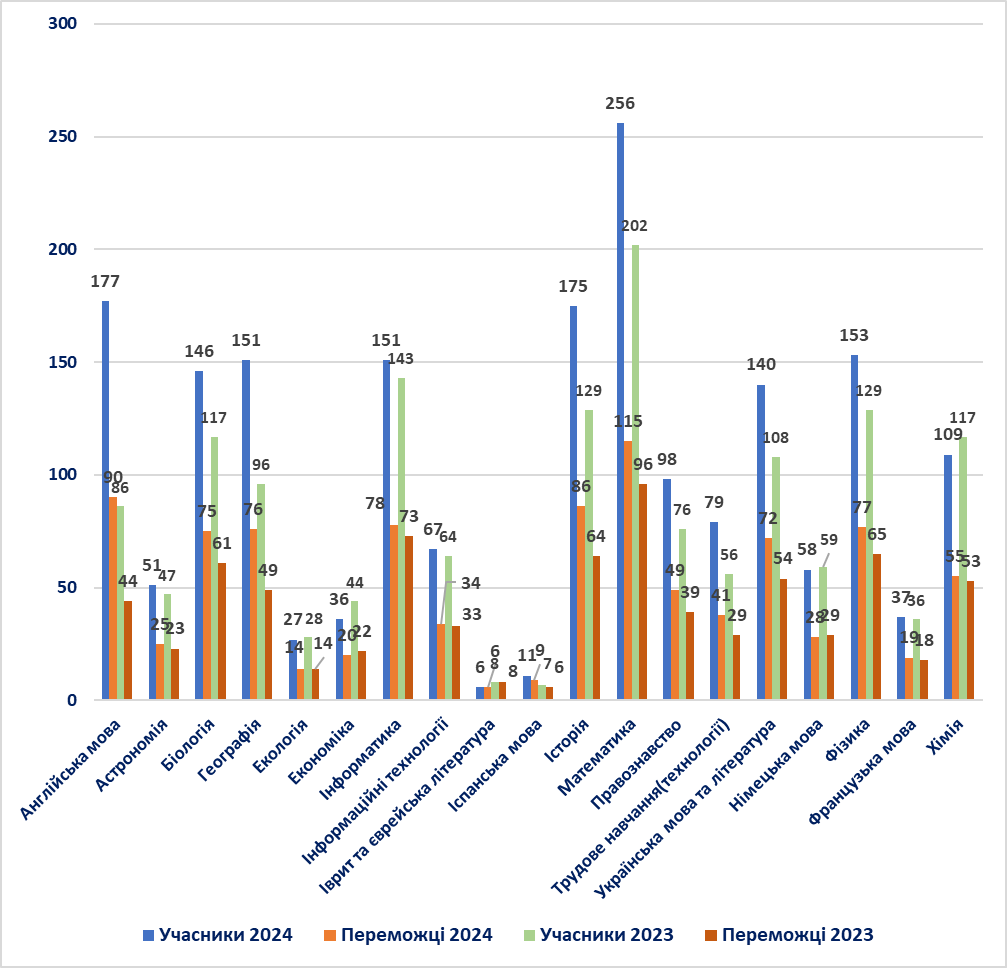 300
250
200
150
100
50
0
177 90 86 44
51 25 47 23
146 75 117 61
151 76 96 49
27 14 28 14
36 20 44 22
151 78 143 73
67 34 64 33
6 6 8 8
11 9 7 6
175 86 129 64
256 115 202 96
98 49 76 39
79 41 56 29
140 72 108 54
58 28 59 29
153 77 129 65
37 19 36 18
109 55 117 53
Англійська мова
Астрономія
Біологія
Географія
Екологія
Економіка
Інформатика
Інформаційні технології
Іврит та єврейська література
Іспанська мова
Історія
Математика
Правознавство
Трудове навчання(технології)
Українська мова та література
Німецька мова
Фізика
Французька мова
Хімія
Учасники 2024 Переможці 2024 Учасники 2023 Переможці 2023